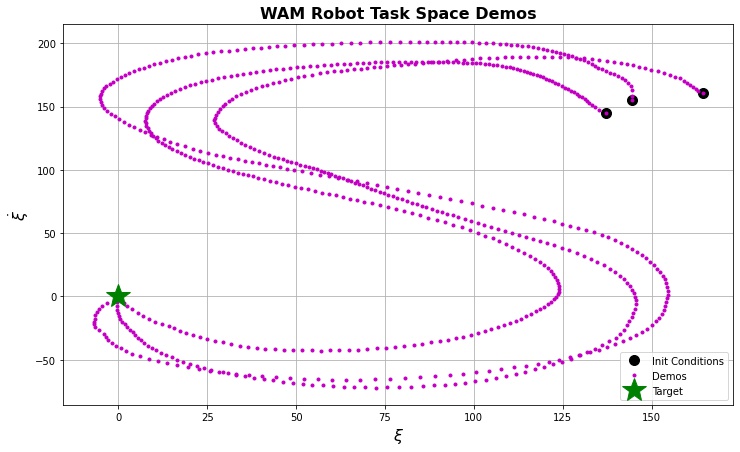 WAM Robot Task Space Demos
200
150
100
50
0
−50
ξ̇
0
25
50
75
100
125
150
ξ
Init Conditions
Demos
Target